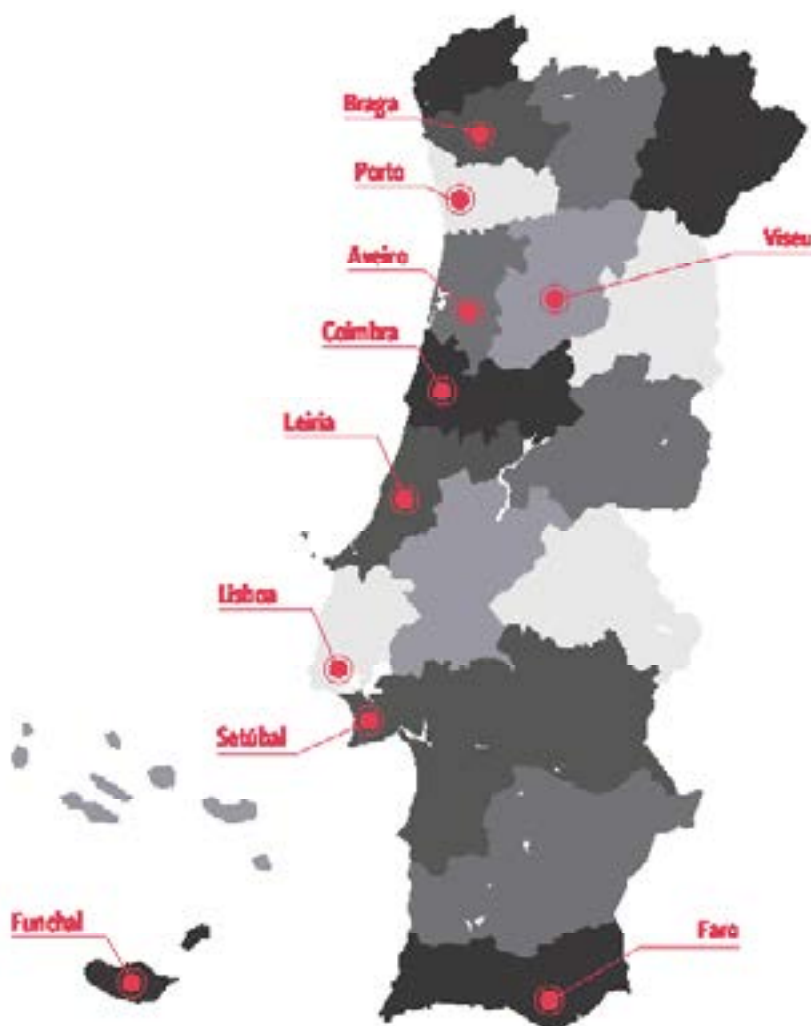 Braga
Porto
Viseu
Aveiro
Coimbra
Leiria
Lisboa
Setúbal
Funchal
Faro